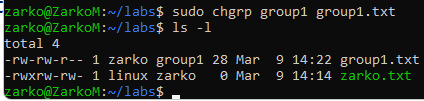 zarko@ZarkoM:~/labs$ sudo chgrp group1 group1.txt
zarko@ZarkoM:~/labs$ ls -l
total 4
-rw-rw-r-- 1 zarko group1 28 Mar  9 14:22 group1.txt
-rwxrw-rw- 1 linux zarko   0 Mar  9 14:14 zarko.txt
zarko@ZarkoM:~/labs$